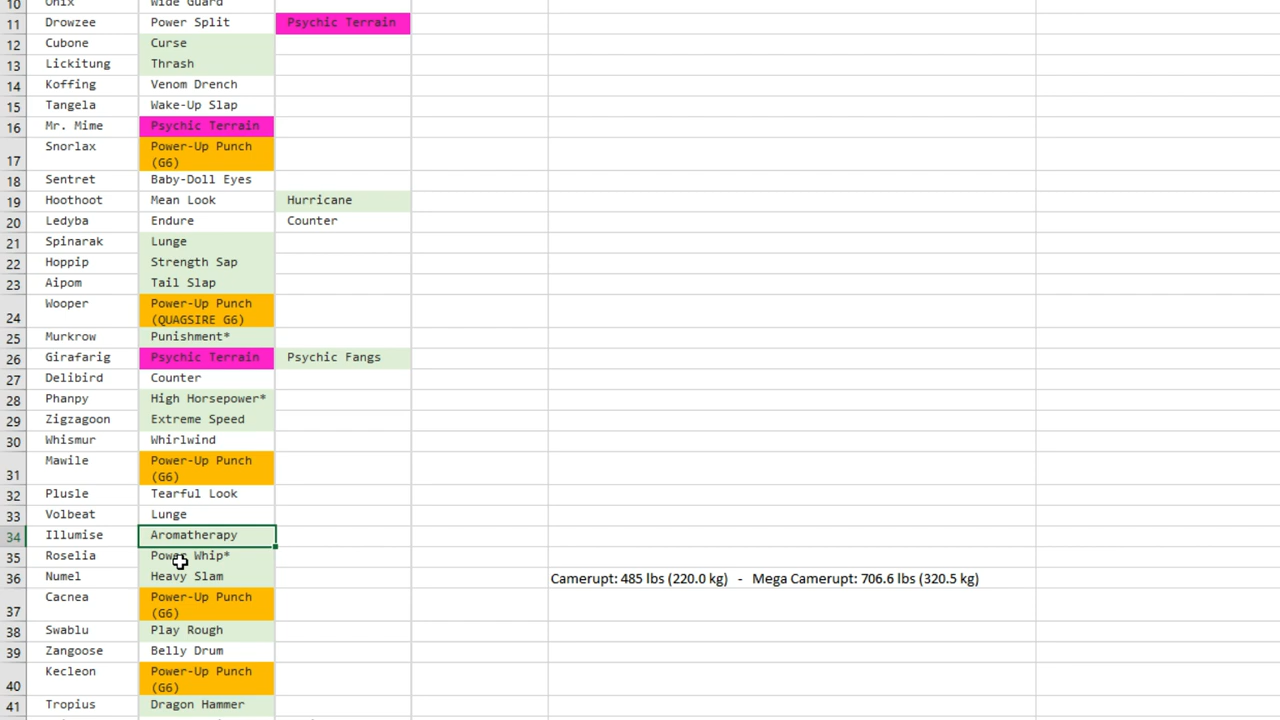 10 Onix Wide Guard
11 Drowzee Power Split Psychic Terrain
12 Cubone Curse
13 Lickitung Thrash
14 Koffing Venom Drench
15 Tangela Wake-Up Slap
16 Mr. Mime Psychic Terrain
17 Snorlax Power-Up Punch
(G6)
18 Sentret Baby-Doll Eyes
19 Hoothoot Mean Look Hurricane
20 Ledyba Endure Counter
21 Spinarak Lunge
22 Hoppip Strength Sap
23 Aipom Tail Slap
24 Wooper Power-Up Punch
(QUAGSIRE G6)
25 Murkrow Punishment*
26 Girafarig Psychic Terrain Psychic Fangs
27 Delibird Counter
28 Phanpy High Horsepower*
29 Zigzagoon Extreme Speed
30 Whismur Whirlwind
31 Mawile Power-Up Punch
(G6)
32 Plusle Tearful Look
33 Volbeat Lunge
34 Illumise Aromatherapy
35 Roselia Power Whip*
36 Numel Heavy Slam Camerupt: 485 lbs (220.0 kg) - Mega Camerupt: 706.6 lbs (320.5 kg)
37 Cacnea Power-Up Punch
(G6)
38 Swablu Play Rough
39 Zangoose Belly Drum
40 Kecleon Power-Up Punch
(G6)
41 Tropius Dragon Hammer